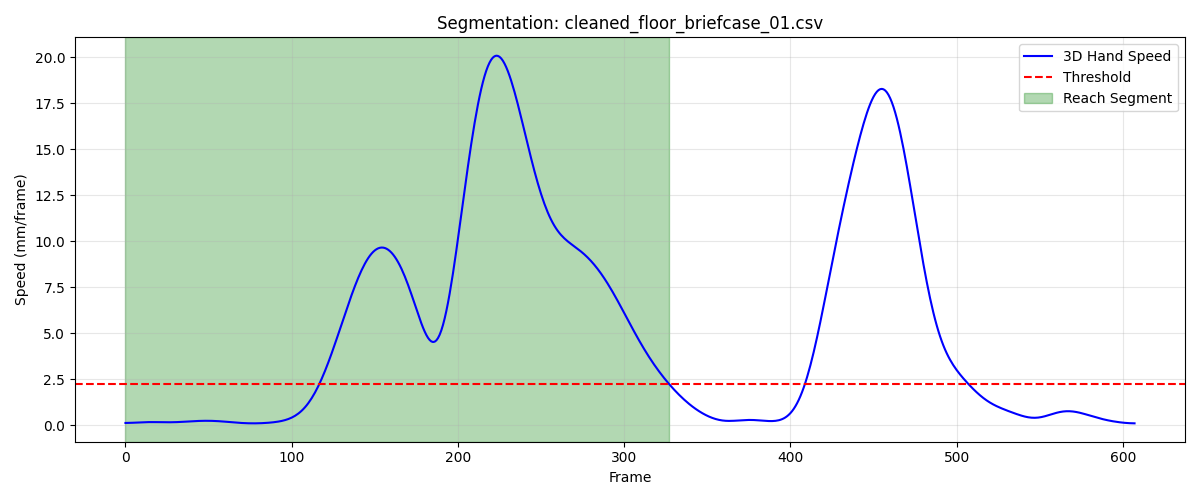 Segmentation: cleaned_floor_briefcase_01.csv
3D Hand Speed
Threshold
Reach Segment
Speed (mm/frame)
20.0
17.5
15.0
12.5
10.0
7.5
5.0
2.5
0.0
0 100 200 300 400 500 600
Frame